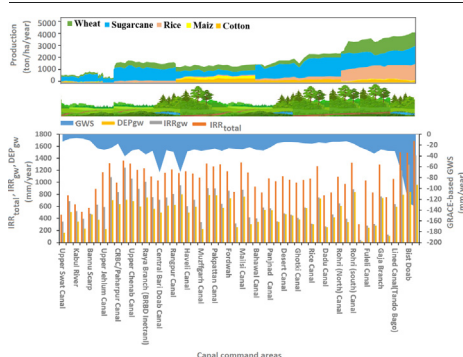 Wheat Sugarcane Rice Maiz Cotton
Production
(ton/ha/year)
5000
4000
3000
2000
1000
0
GWS DEPgw IRRgw IRRtotal
IRRtotal, IRRgw, DEPgw
(mm/year)
1800
1600
1400
1200
1000
800
600
400
200
0
0
-20
-40
-60
-80
-100
-120
-140
-160
-180
-200
GRACE-based GWS
Upper Swat Canal
Kabul River
Bannu Scarp
Upper Jehlum Canal
CRBC/Paharpur Canal
Upper Chenab Canal
Raya Branch (BRBD Inetranl)
Central Bari Doab Canal
Rangpur Canal
Haveli Canal
Muzffgarh Canal
Pakpattan Canal
Fordwah
Mailsi Canal
Bahawali Canal
Panjnad Canal
Desert Canal
Ghotki Canal
Rice Canal
Dadu Canal
Rohri (North) Canal
Rohri (south) Canal
Fuleli Canal
Gaja Branch
Lined Canal(Tando Bago)
Bist Doab
Canal command areas